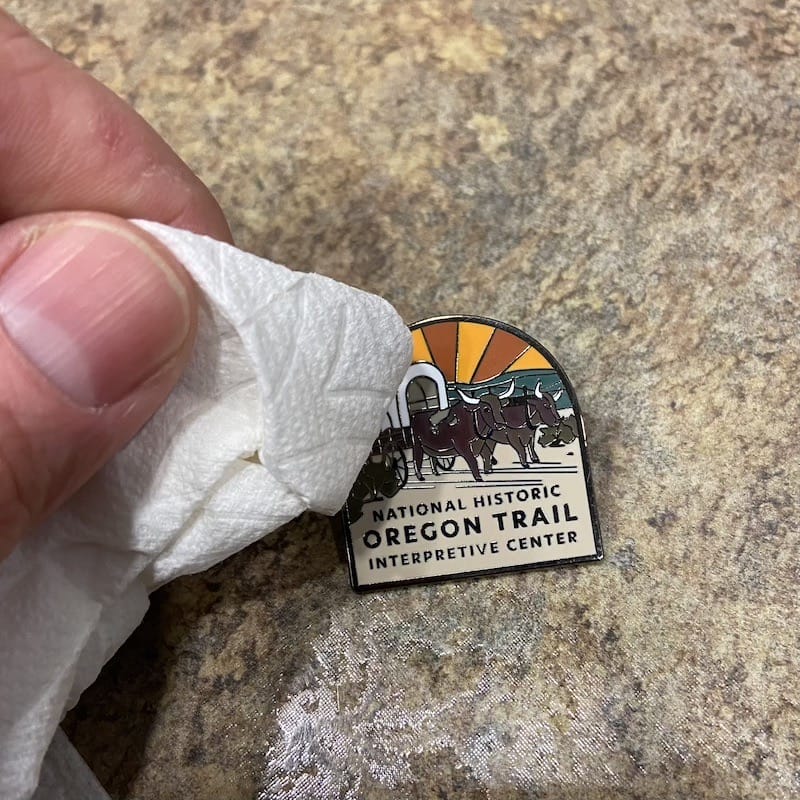 NATIONAL HISTORIC
OREGON TRAIL
INTERPRETIVE CENTER